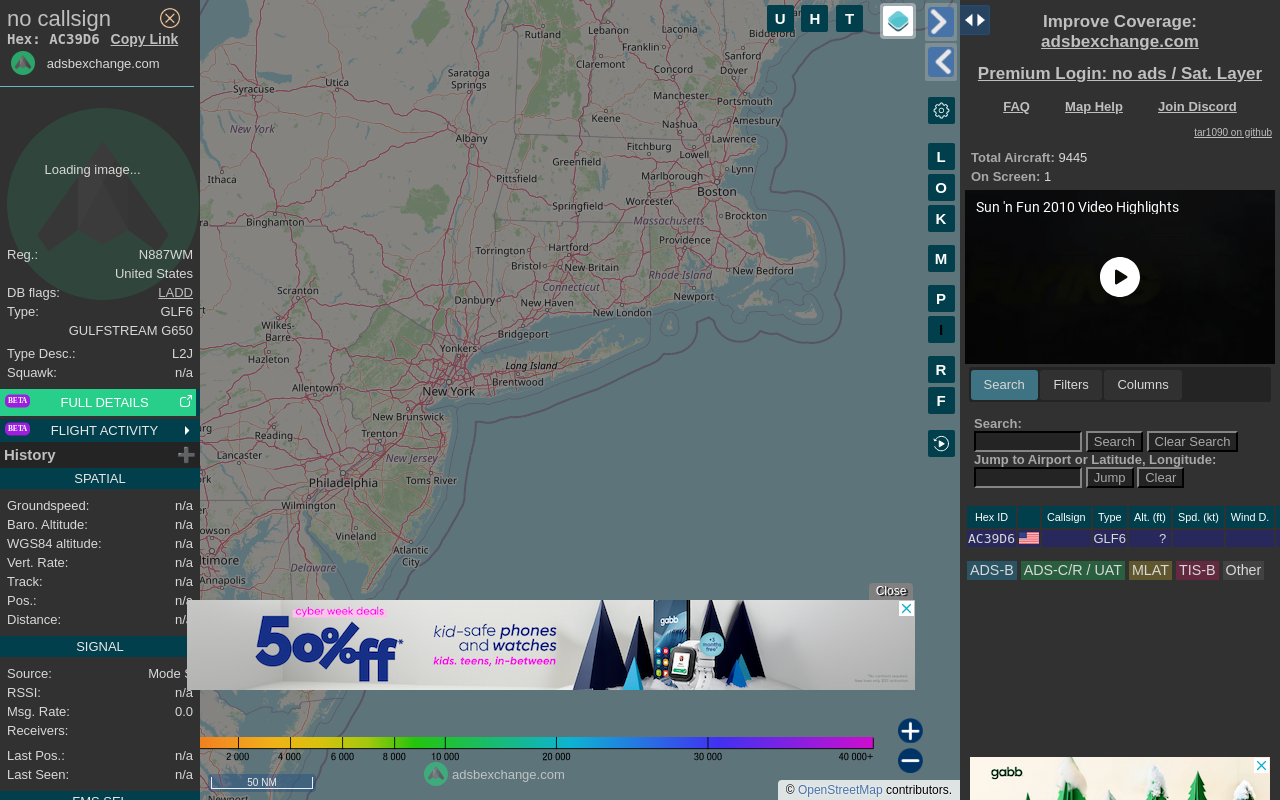 no callsign
Hex: AC39D6 Copy Link
adsbexchange.com
Loading image...
Reg.: N887WM
United States
DB flags: LADD
Type: GLF6
GULFSTREAM G650
Type Desc.: L2J
Squawk: n/a
BETA FULL DETAILS
BETA FLIGHT ACTIVITY
History
SPATIAL
Groundspeed: n/a
Baro. Altitude: n/a
WGS84 altitude: n/a
Vert. Rate: n/a
Track: n/a
Pos.: n/a
Distance: n/a
SIGNAL
Source: Mode S
RSSI: n/a
Msg. Rate: 0.0
Receivers:
Last Pos.: n/a
Last Seen: n/a
FMS SEL
U H T
L
O
K
M
P
I
R
F
Rutland
Lebanon
Laconia
Biddeford
Franklin
Sanford
Claremont
Dover
Concord
Saratoga
Springs
Utica
Syracuse
Manchester
Portsmouth
Keene
Amesbury
Nashua
New York
Albany
Lawrence
Fitchburg
Lowell
Greenfield
Lynn
Ithaca
Pittsfield
Marlborough
Boston
Worcester
Springfield
Massachusetts
Brockton
Binghamton
Providence
Hartford
Torrington
Bristol
New Britain
New Bedford
Rhode Island
Connecticut
Newport
Scranton
Danbury
New Haven
New London
Wilkes-
Barre
Bridgeport
Yonkers
Hazleton
Long Island
Brentwood
Allentown
New York
New Brunswick
Reading
Trenton
Lancaster
New Jersey
Toms River
Philadelphia
Wilmington
Vineland
Atlantic
City
Annapolis
Delaware
Close
cyber week deals
50%off*
kid-safe phones
and watches
kids. teens, in-between
gabb
+3
months
free*
2 000 4 000 6 000 8 000 10 000 20 000 30 000 40 000+
50 NM
adsbexchange.com
© OpenStreetMap contributors.
Improve Coverage:
adsbexchange.com
Premium Login: no ads / Sat. Layer
FAQ Map Help Join Discord
tar1090 on github
Total Aircraft: 9445
On Screen: 1
Sun 'n Fun 2010 Video Highlights
Search Filters Columns
Search:
Search Clear Search
Jump to Airport or Latitude, Longitude:
Jump Clear
Hex ID Callsign Type Alt. (ft) Spd. (kt) Wind D.
AC39D6 GLF6 ?
ADS-B ADS-C/R / UAT MLAT TIS-B Other
gabb